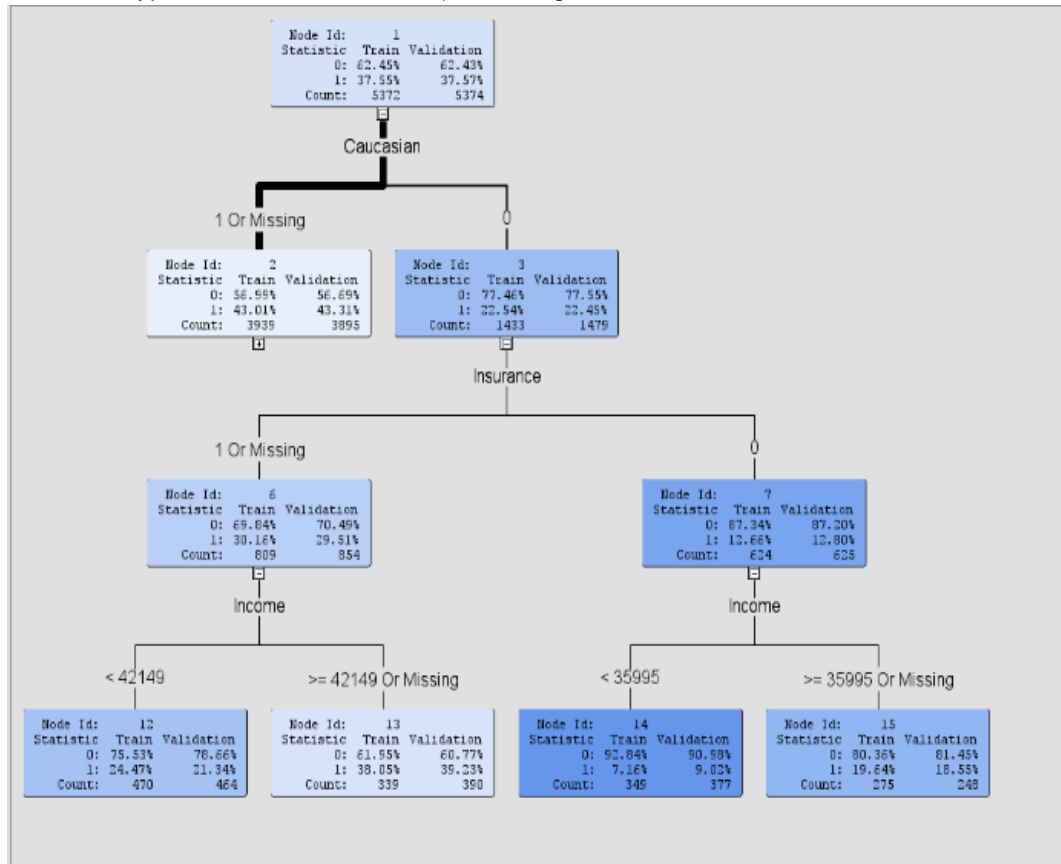 Node Id: 1
Statistic Train Validation
0: 62.45% 62.43%
1: 37.55% 37.57%
Count: 5372 5374
Caucasian
1 Or Missing
0
Node Id: 2
Statistic Train Validation
0: 56.99% 56.69%
1: 43.01% 43.31%
Count: 3939 3895
Node Id: 3
Statistic Train Validation
0: 77.46% 77.55%
1: 22.54% 22.45%
Count: 1433 1479
Insurance
1 Or Missing
0
Node Id: 6
Statistic Train Validation
0: 69.84% 70.49%
1: 30.16% 29.51%
Count: 809 854
Node Id: 7
Statistic Train Validation
0: 87.34% 87.20%
1: 12.66% 12.80%
Count: 624 625
Income
Income
< 42149
>= 42149 Or Missing
< 35995
>= 35995 Or Missing
Node Id: 12
Statistic Train Validation
0: 75.53% 78.66%
1: 24.47% 21.34%
Count: 470 464
Node Id: 13
Statistic Train Validation
0: 61.95% 60.77%
1: 38.05% 39.23%
Count: 339 390
Node Id: 14
Statistic Train Validation
0: 92.84% 90.98%
1: 7.16% 9.02%
Count: 349 377
Node Id: 15
Statistic Train Validation
0: 80.36% 81.45%
1: 19.64% 18.55%
Count: 275 248